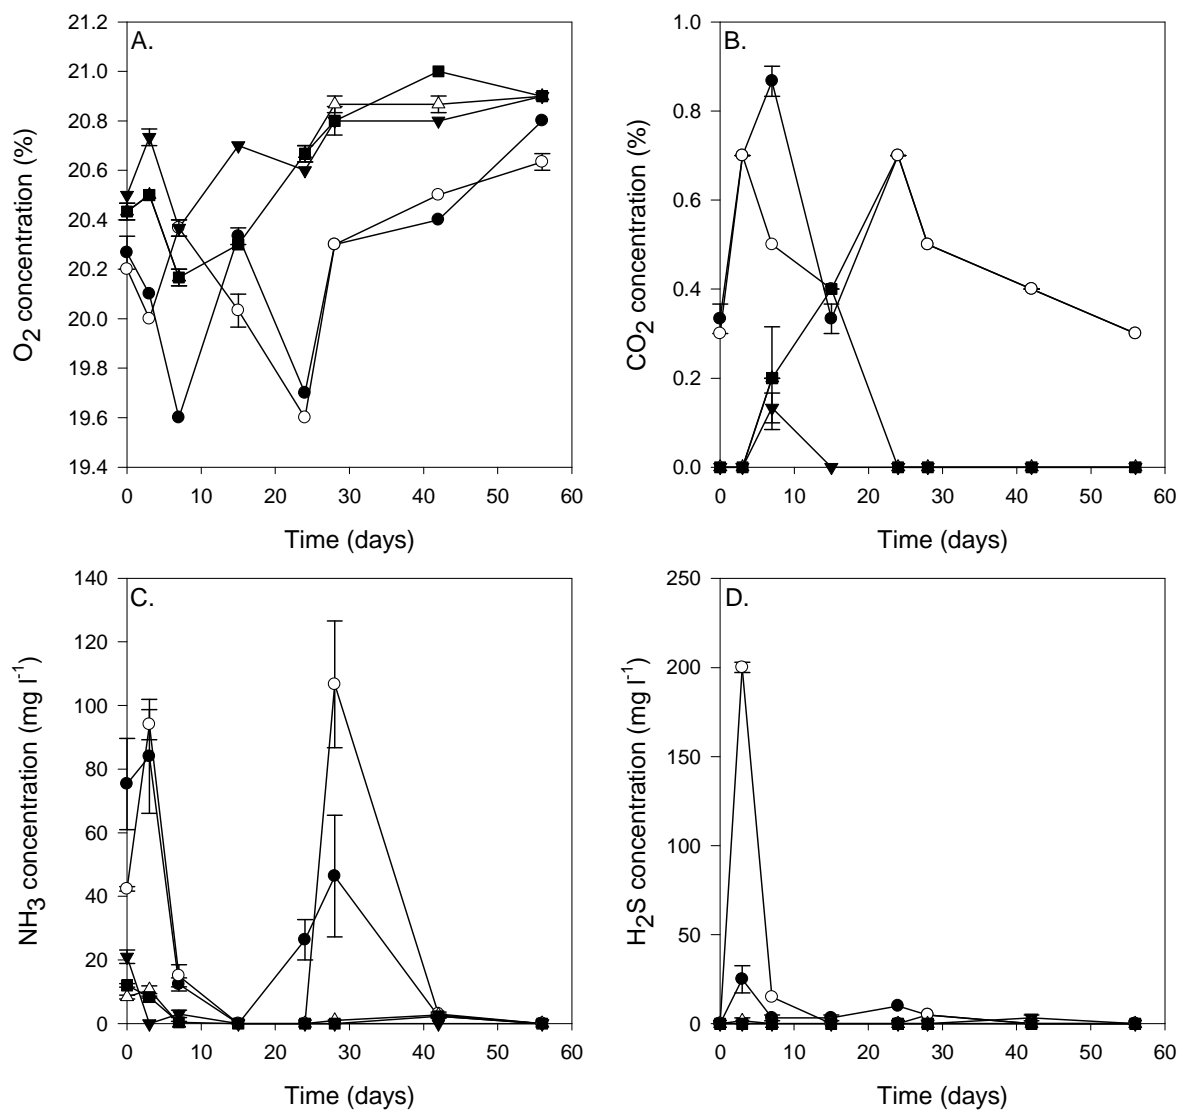 A.
O2 concentration (%)
21.2
21.0
20.8
20.6
20.4
20.2
20.0
19.8
19.6
19.4
0 10 20 30 40 50 60
Time (days)
B.
CO2 concentration (%)
1.0
0.8
0.6
0.4
0.2
0.0
0 10 20 30 40 50 60
Time (days)
C.
NH3 concentration (mg l-1)
140
120
100
80
60
40
20
0
0 10 20 30 40 50 60
Time (days)
D.
H2S concentration (mg l-1)
250
200
150
100
50
0
0 10 20 30 40 50 60
Time (days)